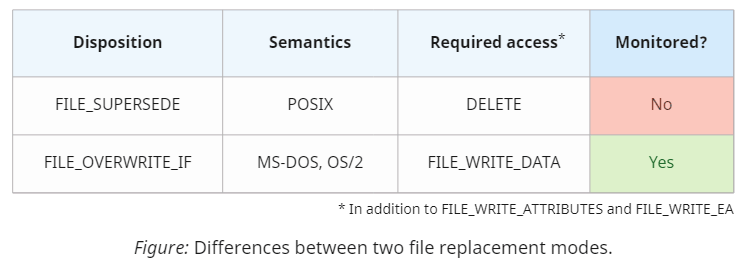 Disposition Semantics Required access* Monitored?
FILE_SUPERSEDE POSIX DELETE No
FILE_OVERWRITE_IF MS-DOS, OS/2 FILE_WRITE_DATA Yes
* In addition to FILE_WRITE_ATTRIBUTES and FILE_WRITE_EA
Figure: Differences between two file replacement modes.